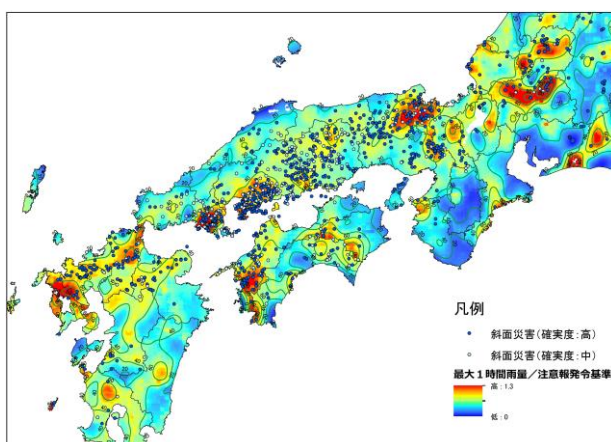 凡例
斜面災害(確実度:高)
斜面災害(確実度:中)
最大１時間雨量／注意報発令基準
高 : 1.3
低 : 0